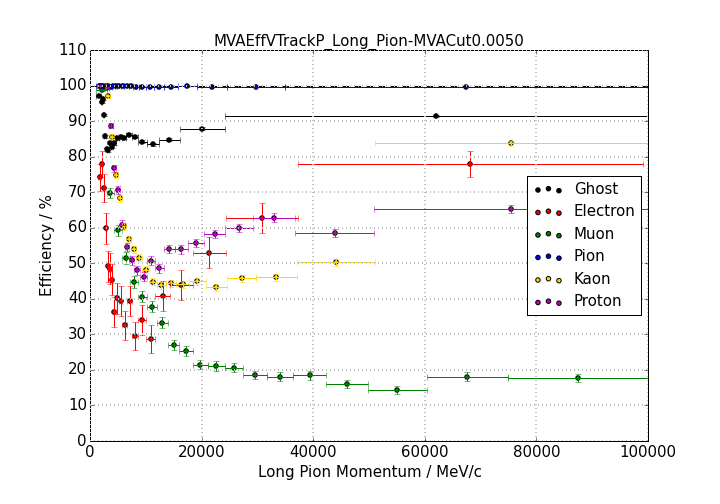 MVAEffVTrackP_Long_Pion-MVACut0.0050
110
100
90
80
70
60
50
40
30
20
10
0
Efficiency / %
Ghost
Electron
Muon
Pion
Kaon
Proton
0 20000 40000 60000 80000 100000
Long Pion Momentum / MeV/c